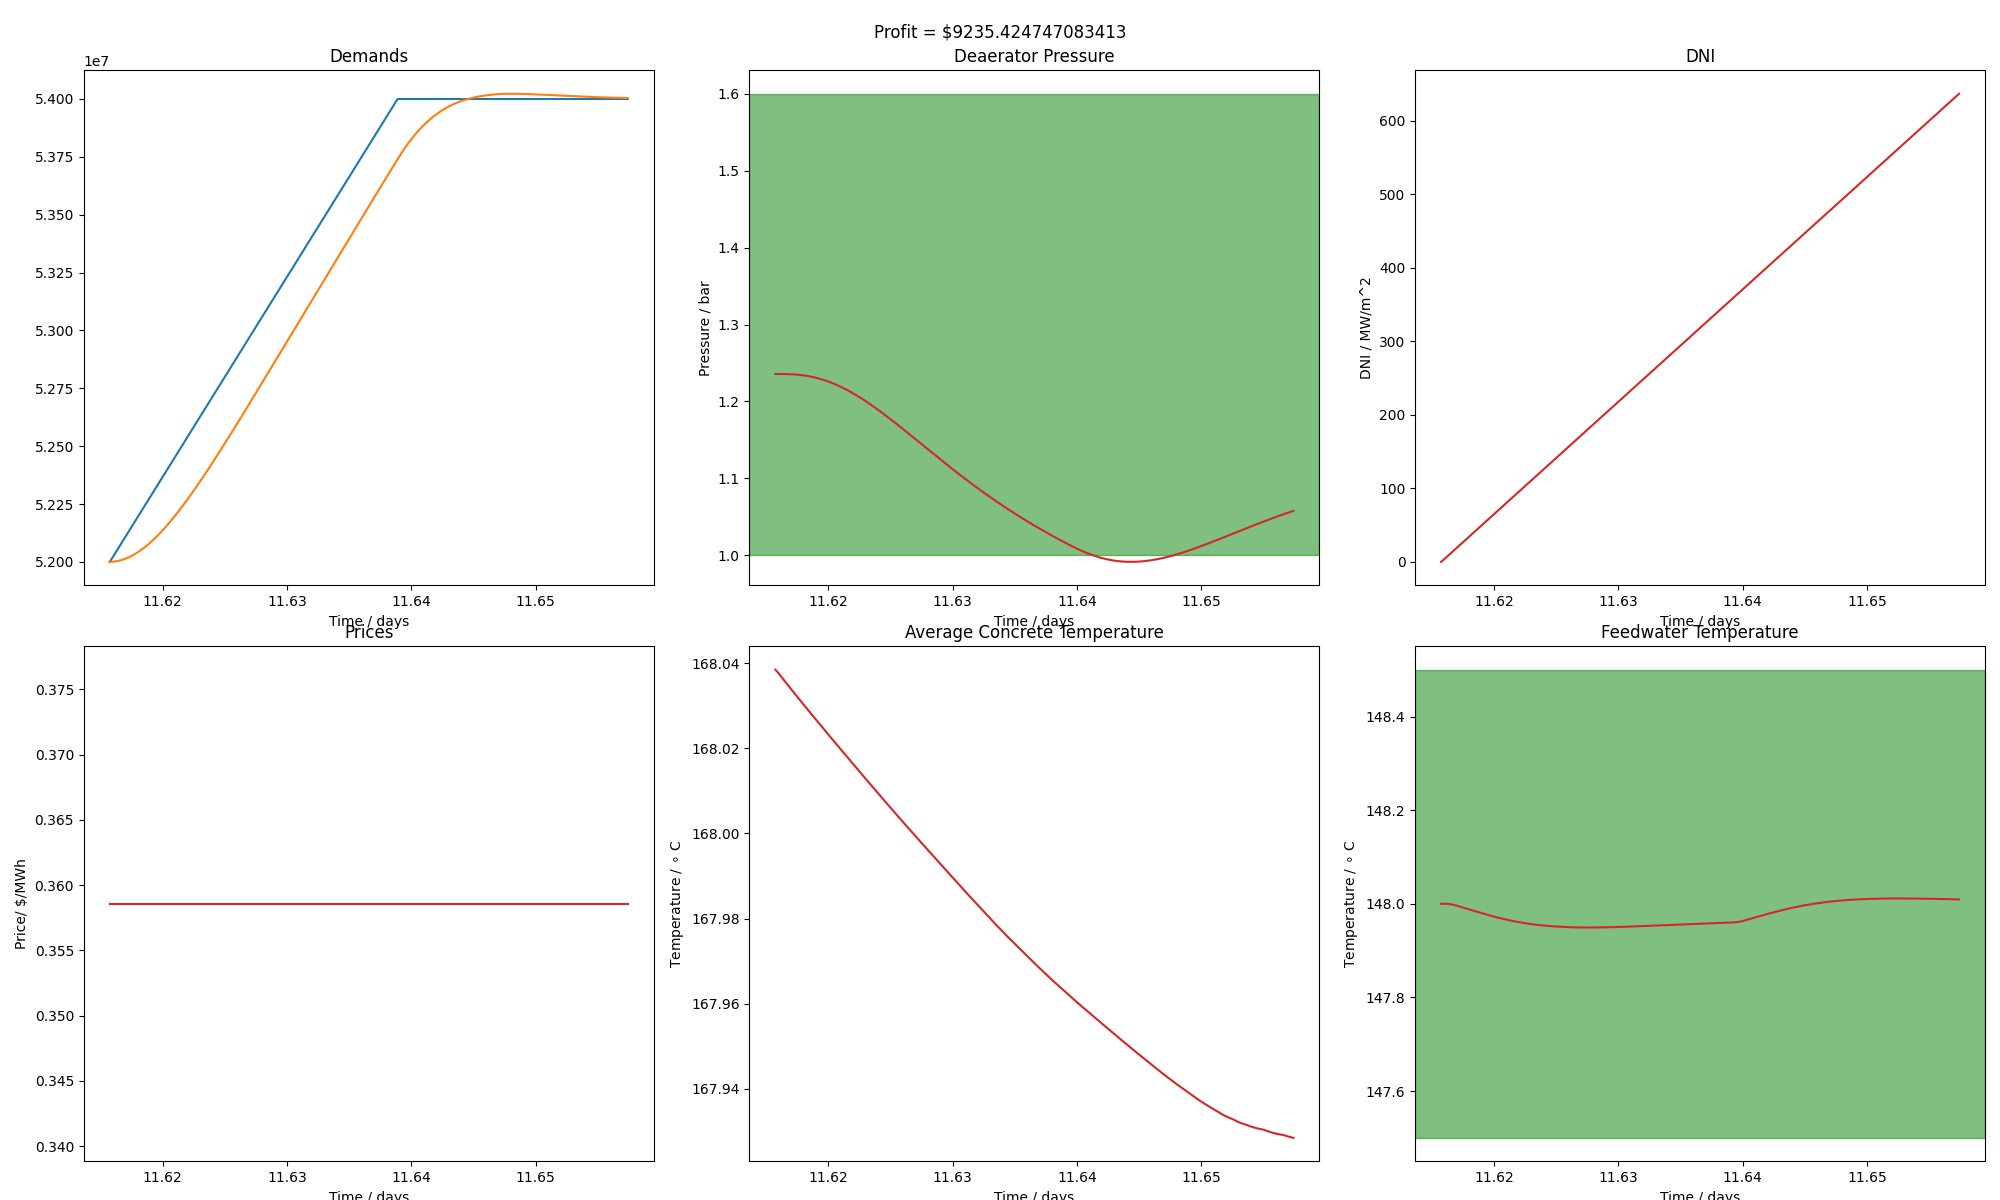 Profit = $9235.424747083413
Demands
1e7
5.400
5.375
5.350
5.325
5.300
5.275
5.250
5.225
5.200
11.62 11.63 11.64 11.65
Time / days
Deaerator Pressure
Pressure / bar
1.6
1.5
1.4
1.3
1.2
1.1
1.0
11.62 11.63 11.64 11.65
Time / days
DNI
DNI / MW/m^2
600
500
400
300
200
100
0
11.62 11.63 11.64 11.65
Time / days
Prices
Price/ $/MWh
0.375
0.370
0.365
0.360
0.355
0.350
0.345
0.340
11.62 11.63 11.64 11.65
Time / days
Average Concrete Temperature
Temperature / ∘ C
168.04
168.02
168.00
167.98
167.96
167.94
11.62 11.63 11.64 11.65
Time / days
Feedwater Temperature
Temperature / ∘ C
148.4
148.2
148.0
147.8
147.6
11.62 11.63 11.64 11.65
Time / days